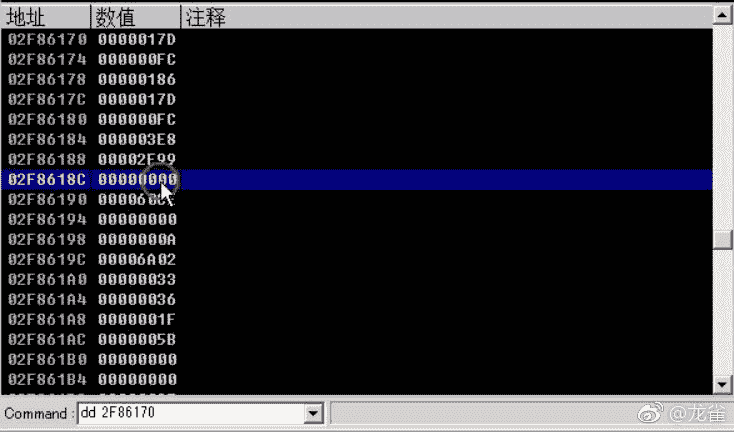 地址 数值 注释
02F86170 0000017D
02F86174 000000FC
02F86178 00000186
02F8617C 0000017D
02F86180 000000FC
02F86184 000003E8
02F86188 00002F99
02F8618C 00000000
02F86190
02F86194 00000000
02F86198 0000000A
02F8619C 00006A02
02F861A0 00000033
02F861A4 00000036
02F861A8 0000001F
02F861AC 0000005B
02F861B0 00000000
02F861B4 00000000
Command : dd 2F86170
@龙雀